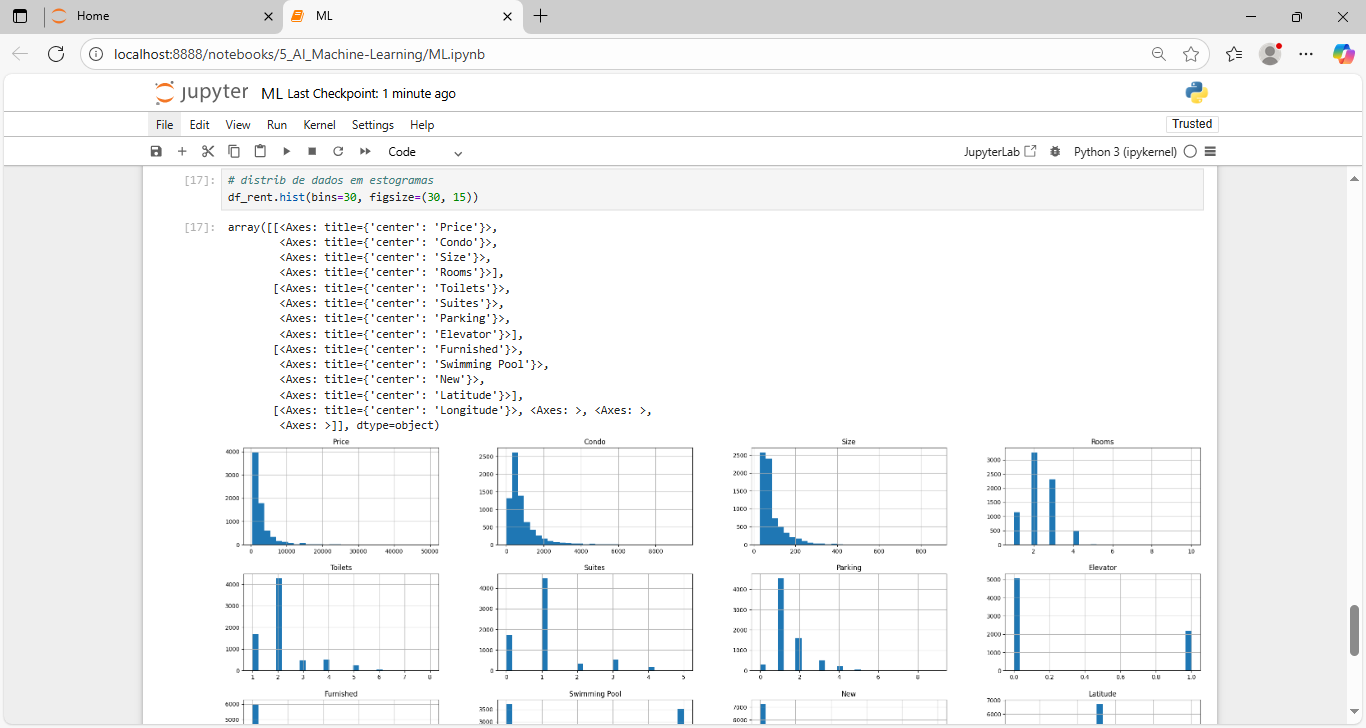 Home
ML
localhost:8888/notebooks/5_AI_Machine-Learning/ML.ipynb
jupyter ML Last Checkpoint: 1 minute ago
File Edit View Run Kernel Settings Help
Trusted
Code
JupyterLab
Python 3 (ipykernel)
[17]: # distrib de dados em estogramas
df_rent.hist(bins=30, figsize=(30, 15))
[17]: array([[<Axes: title={'center': 'Price'}>,
<Axes: title={'center': 'Condo'}>,
<Axes: title={'center': 'Size'}>,
<Axes: title={'center': 'Rooms'}>],
[<Axes: title={'center': 'Toilets'}>,
<Axes: title={'center': 'Suites'}>,
<Axes: title={'center': 'Parking'}>,
<Axes: title={'center': 'Elevator'}>],
[<Axes: title={'center': 'Furnished'}>,
<Axes: title={'center': 'Swimming Pool'}>,
<Axes: title={'center': 'New'}>,
<Axes: title={'center': 'Latitude'}>],
[<Axes: title={'center': 'Longitude'}>, <Axes: >, <Axes: >,
<Axes: >]], dtype=object)
Price
4000
3000
2000
1000
0
0 10000 20000 30000 40000 50000
Condo
2500
2000
1500
1000
500
0
0 2000 4000 6000 8000
Size
2500
2000
1500
1000
500
0
0 200 400 600 800
Rooms
3000
2500
2000
1500
1000
500
0
2 4 6 8 10
Toilets
4000
3000
2000
1000
0
1 2 3 4 5 6 7 8
Suites
4000
3000
2000
1000
0
0 1 2 3 4 5
Parking
4000
3000
2000
1000
0
0 2 4 6 8
Elevator
5000
4000
3000
2000
1000
0
0.0 0.2 0.4 0.6 0.8 1.0
Furnished
6000
5000
Swimming Pool
3500
3000
New
7000
6000
Latitude
7000
6000